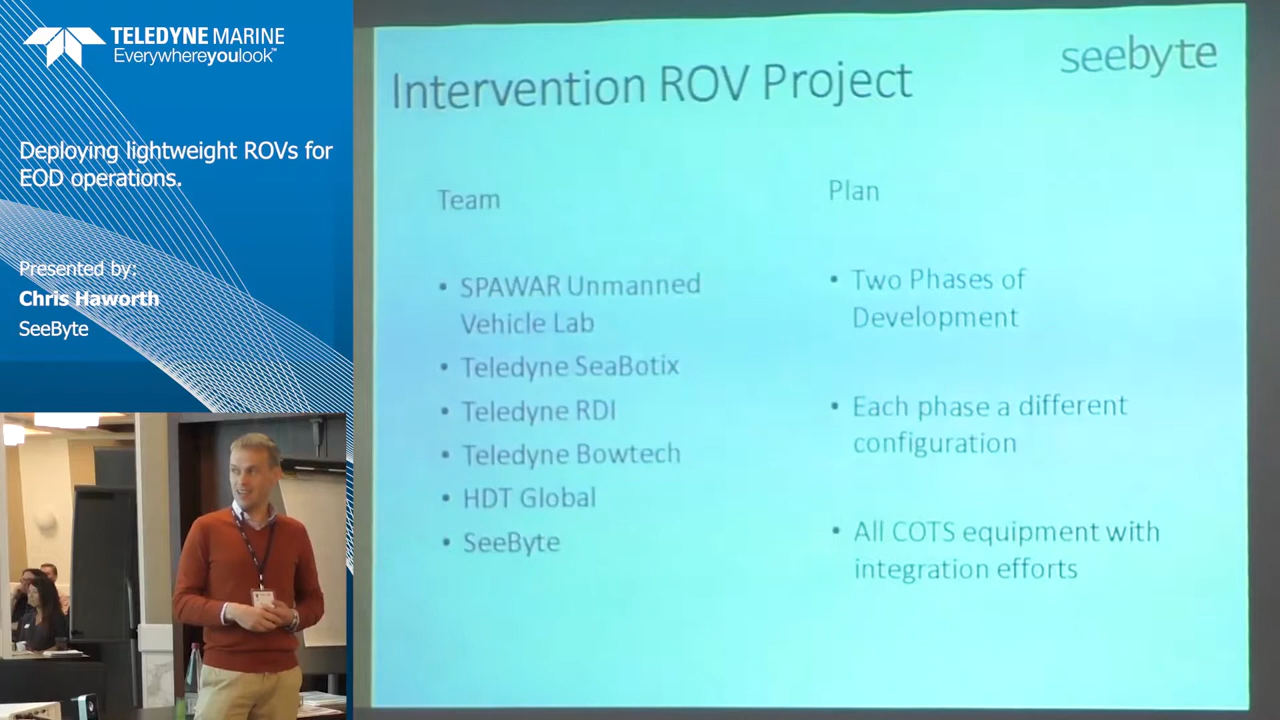 TELEDYNE MARINE
Everywhereyoulook™
Deploying lightweight ROVs for
EOD operations.
Presented by:
Chris Haworth
SeeByte
seebyte
Intervention ROV Project
Team
• SPAWAR Unmanned
Vehicle Lab
• Teledyne SeaBotix
• Teledyne RDI
• Teledyne Bowtech
• HDT Global
• SeeByte
Plan
• Two Phases of
Development
• Each phase a different
configuration
• All COTS equipment with
integration efforts